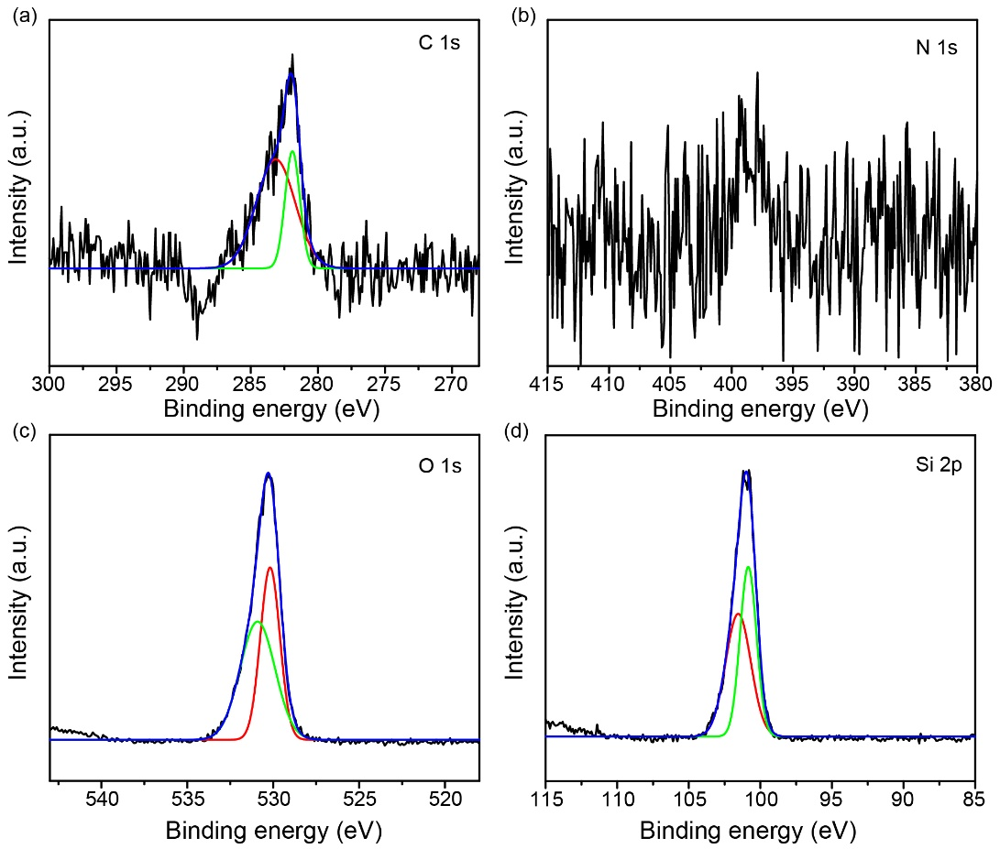 (a)
C 1s
Intensity (a.u.)
300 295 290 285 280 275 270
Binding energy (eV)
(b)
N 1s
Intensity (a.u.)
415 410 405 400 395 390 385 380
Binding energy (eV)
(c)
O 1s
Intensity (a.u.)
540 535 530 525 520
Binding energy (eV)
(d)
Si 2p
Intensity (a.u.)
115 110 105 100 95 90 85
Binding energy (eV)